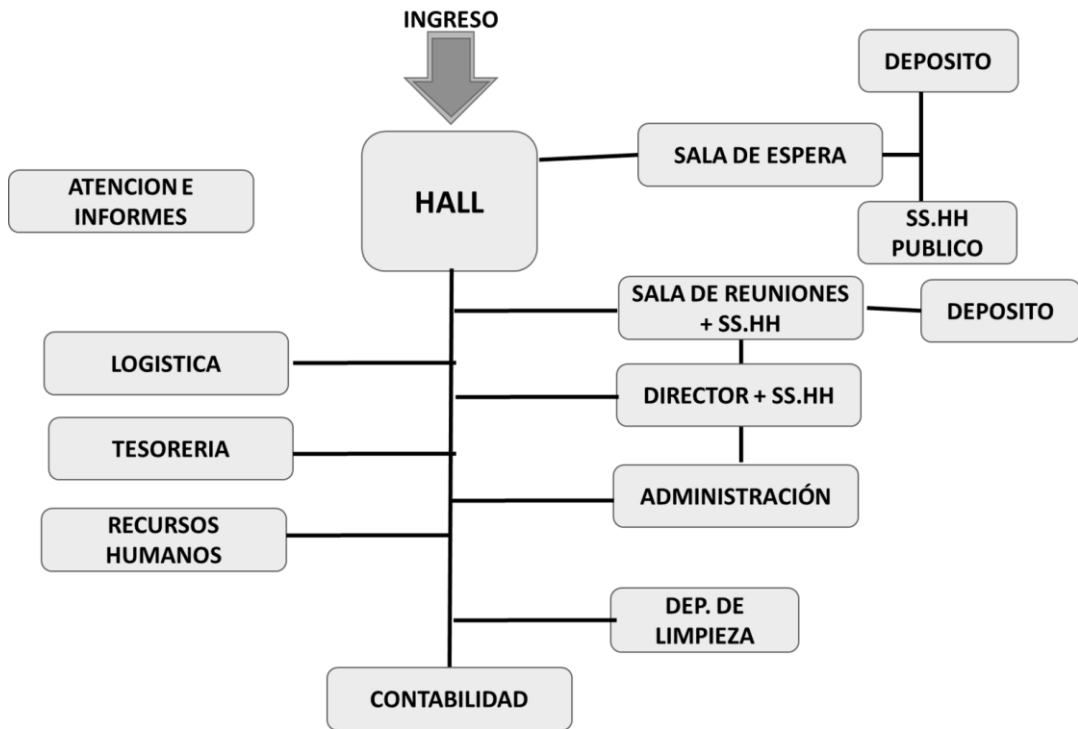 INGRESO
DEPOSITO
SALA DE ESPERA
ATENCION E
INFORMES
HALL
SS.HH
PUBLICO
SALA DE REUNIONES
+ SS.HH
DEPOSITO
LOGISTICA
DIRECTOR + SS.HH
TESORERIA
ADMINISTRACIÓN
RECURSOS
HUMANOS
DEP. DE
LIMPIEZA
CONTABILIDAD